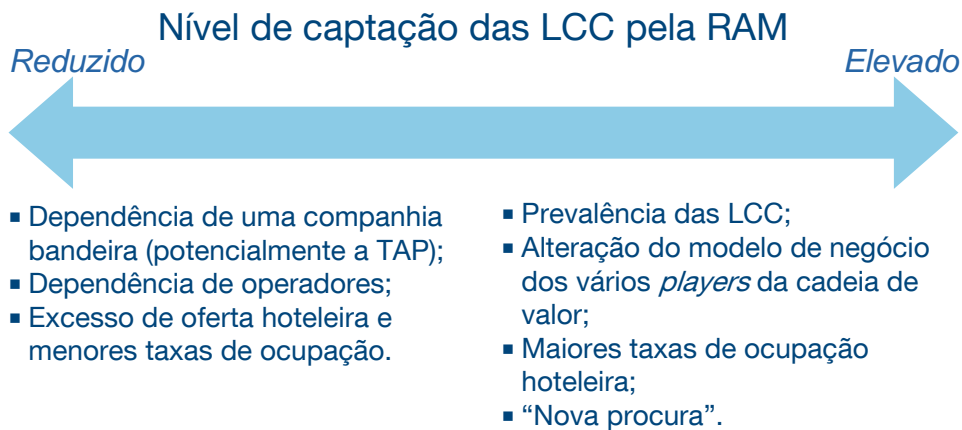 Nível de captação das LCC pela RAM
Reduzido
Elevado
▪ Dependência de uma companhia
bandeira (potencialmente a TAP);
▪ Dependência de operadores;
▪ Excesso de oferta hoteleira e
menores taxas de ocupação.
▪ Prevalência das LCC;
▪ Alteração do modelo de negócio
dos vários players da cadeia de
valor;
▪ Maiores taxas de ocupação
hoteleira;
▪ “Nova procura”.